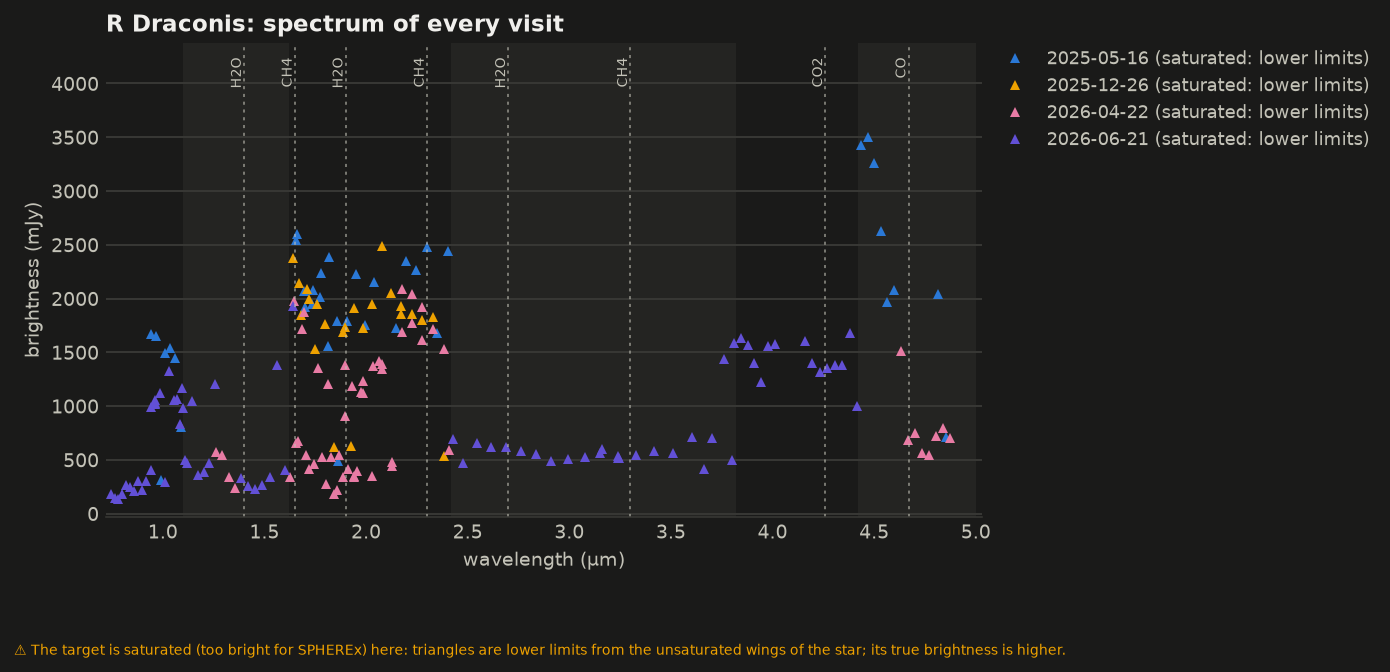 R Draconis: spectrum of every visit
H2O
CH4
H2O
CH4
H2O
CH4
CO2
CO
4000
3500
3000
2500
2000
1500
1000
500
0
brightness (mJy)
1.0 1.5 2.0 2.5 3.0 3.5 4.0 4.5 5.0
wavelength (μm)
2025-05-16 (saturated: lower limits)
2025-12-26 (saturated: lower limits)
2026-04-22 (saturated: lower limits)
2026-06-21 (saturated: lower limits)
⚠ The target is saturated (too bright for SPHEREx) here: triangles are lower limits from the unsaturated wings of the star; its true brightness is higher.